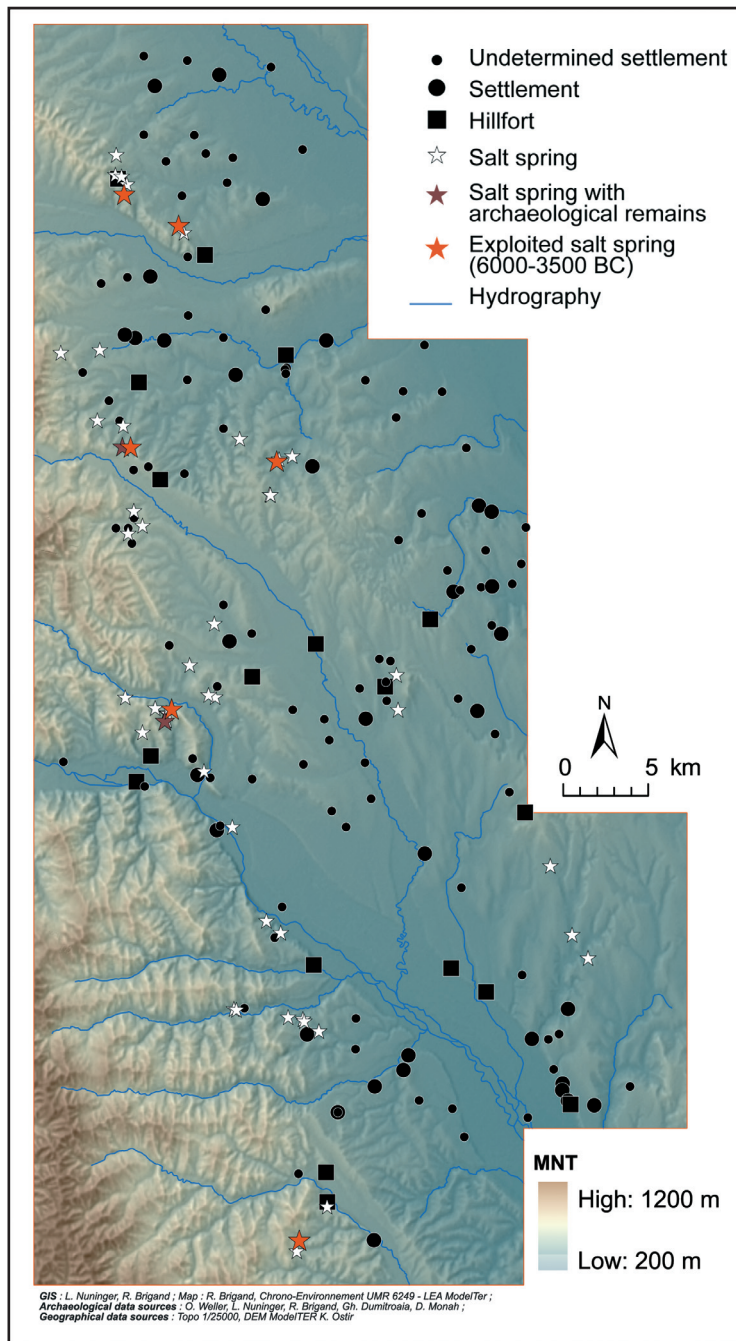 Undetermined settlement
Settlement
Hillfort
Salt spring
Salt spring with
archaeological remains
Exploited salt spring
(6000-3500 BC)
Hydrography
N
0 5 km
MNT
High: 1200 m
Low: 200 m
GIS : L. Nuninger, R. Brigand ; Map : R. Brigand, Chrono-Environnement UMR 6249 - LEA ModelTer ;
Archaeological data sources : O. Weller, L. Nuninger, R. Brigand, Gh. Dumitroaia, D. Monah ;
Geographical data sources : Topo 1/25000, DEM ModelTER K. Ostir